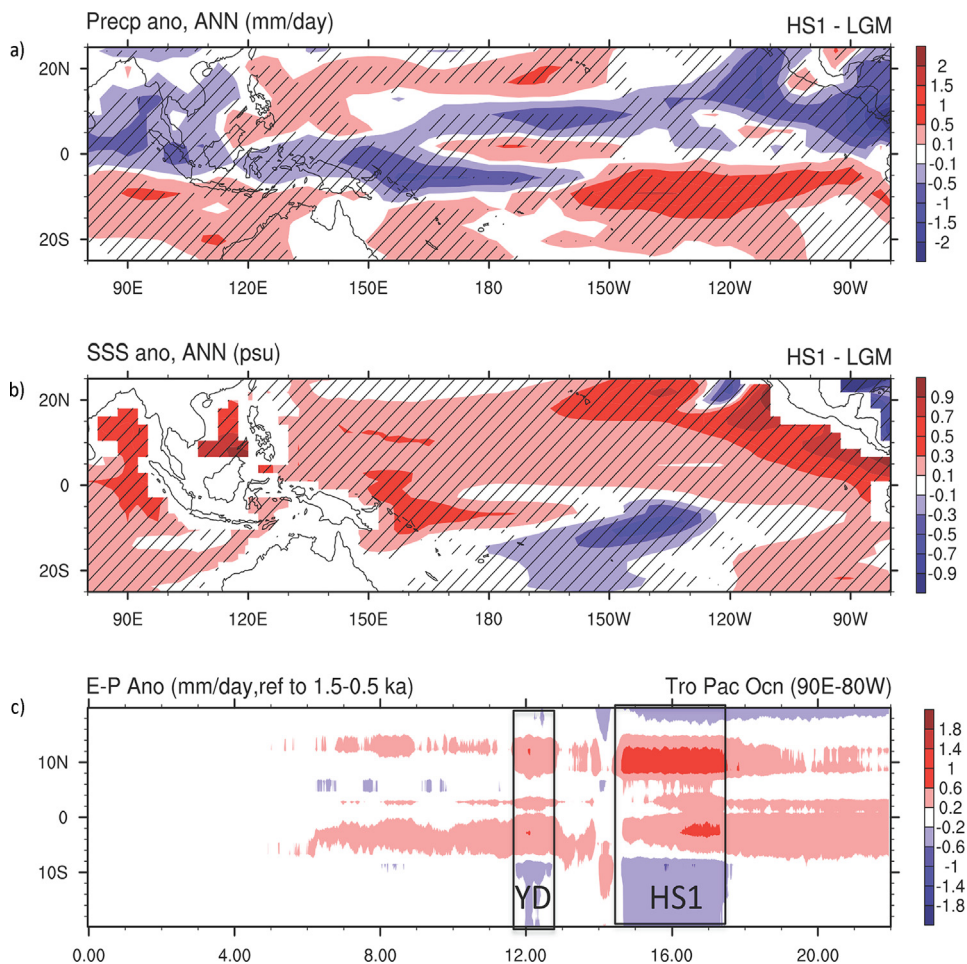 Precp ano, ANN (mm/day)
HS1 - LGM
a)
20N
0
20S
90E
120E
150E
180
150W
120W
90W
2
1.5
1
0.5
0.1
-0.1
-0.5
-1
-1.5
-2
SSS ano, ANN (psu)
HS1 - LGM
b)
20N
0
20S
90E
120E
150E
180
150W
120W
90W
0.9
0.7
0.5
0.3
0.1
-0.1
-0.3
-0.5
-0.7
-0.9
E-P Ano (mm/day,ref to 1.5-0.5 ka)
Tro Pac Ocn (90E-80W)
c)
10N
0
10S
YD
HS1
0.00
4.00
8.00
12.00
16.00
20.00
1.8
1.4
1
0.6
0.2
-0.2
-0.6
-1
-1.4
-1.8